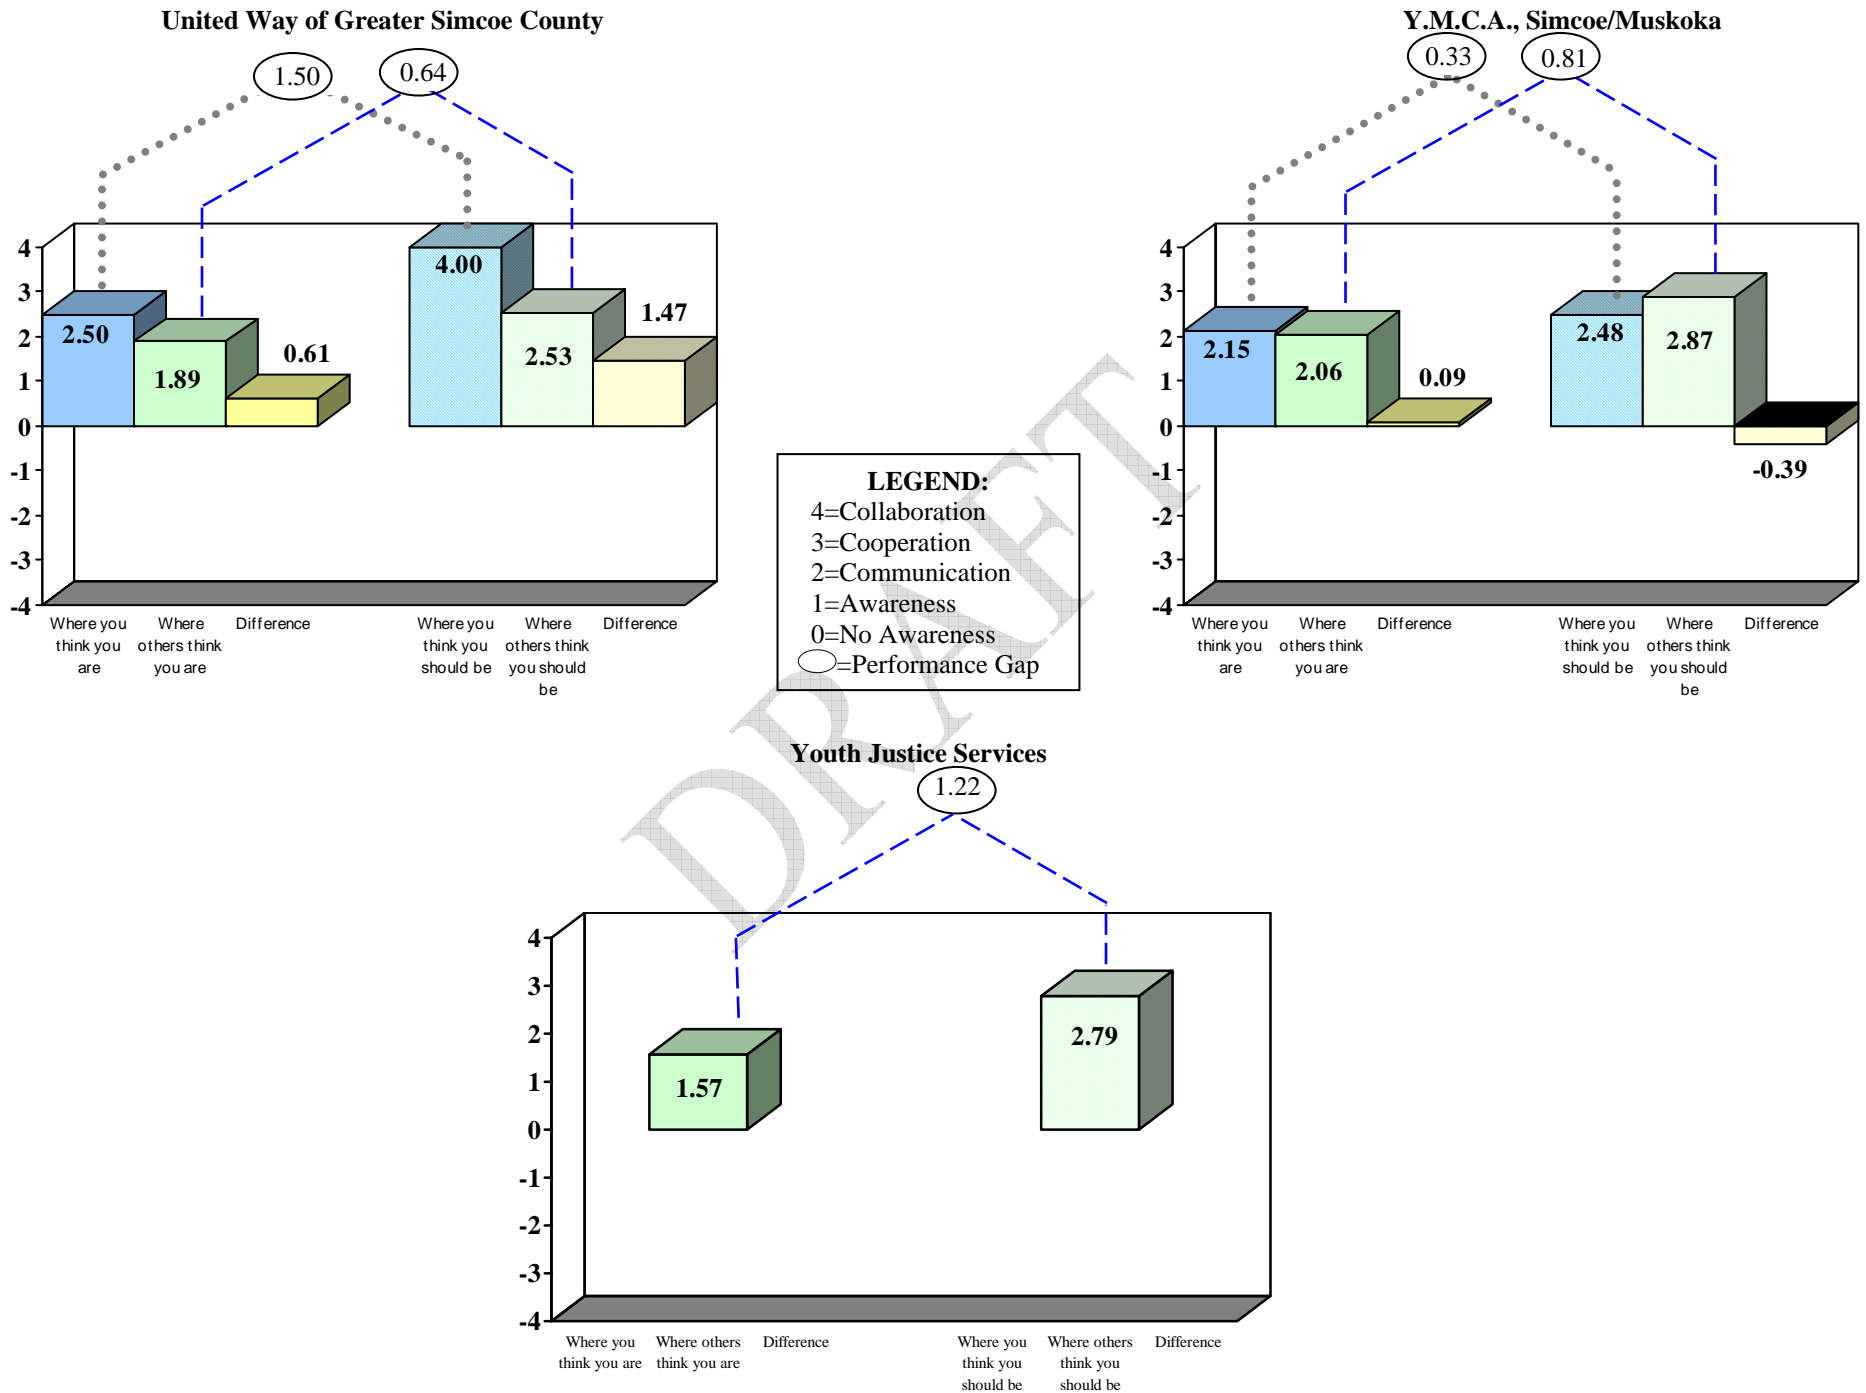 United Way of Greater Simcoe County
1.50
0.64
4
3
2
1
0
-1
-2
-3
-4
2.50
1.89
0.61
4.00
2.53
1.47
Where you
think you
are
Where
others think
you are
Difference
Where you
think you
should be
Where
others think
you should
be
Difference
Y.M.C.A., Simcoe/Muskoka
0.33
0.81
4
3
2
1
0
-1
-2
-3
-4
2.15
2.06
0.09
2.48
2.87
-0.39
Where you
think you
are
Where
others think
you are
Difference
Where you
think you
should be
Where
others think
you should
be
Difference
LEGEND:
4=Collaboration
3=Cooperation
2=Communication
1=Awareness
0=No Awareness
=Performance Gap
DRAFT
Youth Justice Services
1.22
4
3
2
1
0
-1
-2
-3
-4
1.57
2.79
Where you
think you are
Where others
think you are
Difference
Where you
think you
should be
Where others
think you
should be
Difference